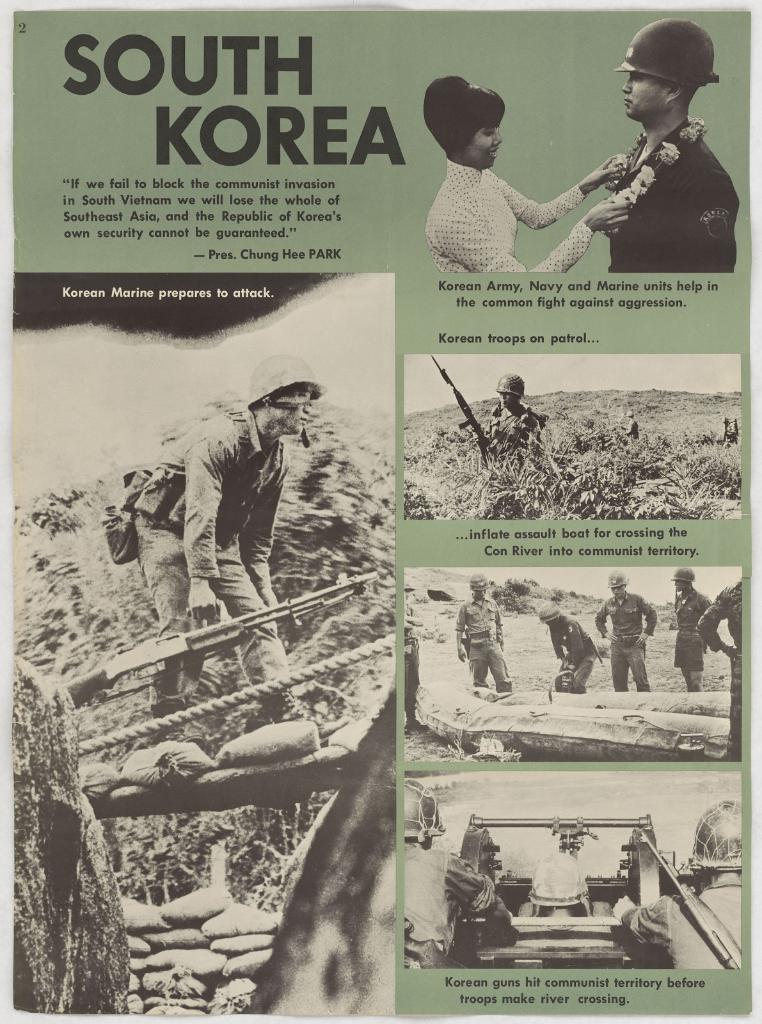 2
SOUTH
KOREA
“If we fail to block the communist invasion
in South Vietnam we will lose the whole of
Southeast Asia, and the Republic of Korea's
own security cannot be guaranteed.”
— Pres. Chung Hee PARK
KOREA
Korean Army, Navy and Marine units help in
the common fight against aggression.
Korean Marine prepares to attack.
Korean troops on patrol...
...inflate assault boat for crossing the
Con River into communist territory.
Korean guns hit communist territory before
troops make river crossing.